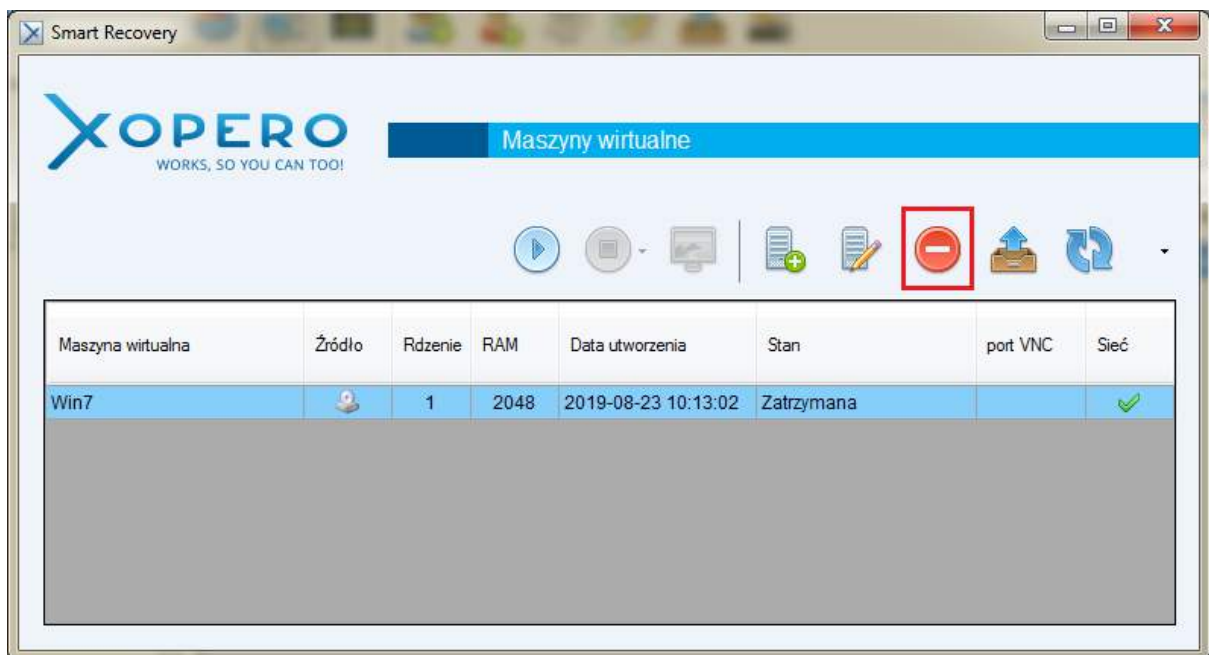 Smart Recovery
XOPERO
WORKS, SO YOU CAN TOO!
Maszyny wirtualne
Maszyna wirtualna Źródło Rdzenie RAM Data utworzenia Stan port VNC Sieć
Win7 1 2048 2019-08-23 10:13:02 Zatrzymana